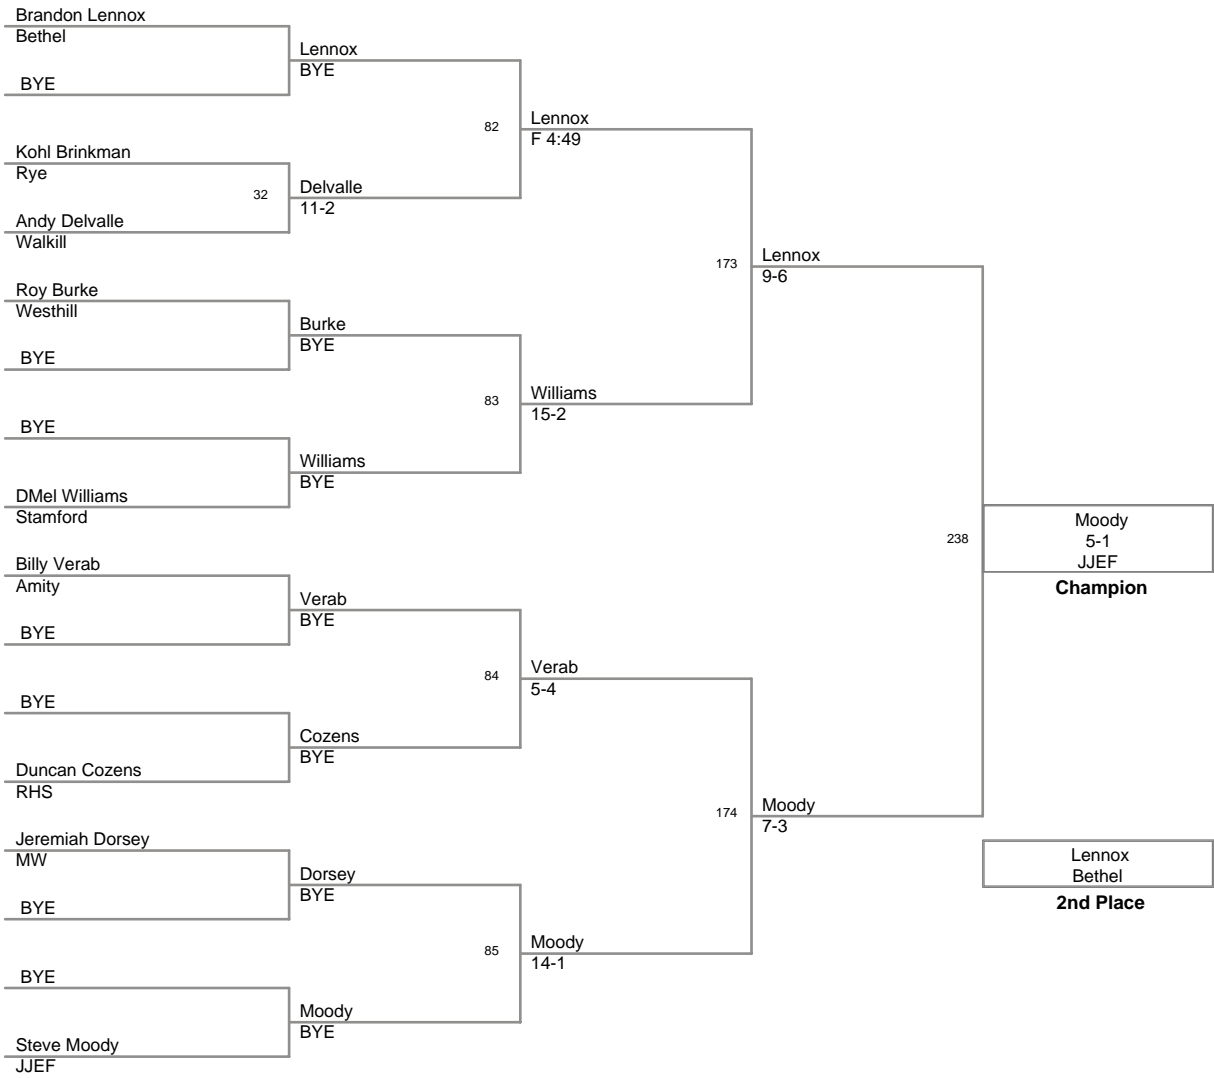 Brandon Lennox
Bethel
Lennox
BYE
BYE
82
Lennox
F 4:49
Kohl Brinkman
Rye
32
Delvalle
11-2
Andy Delvalle
Walkill
173
Lennox
9-6
Roy Burke
Westhill
Burke
BYE
BYE
83
Williams
15-2
BYE
Williams
BYE
DMel Williams
Stamford
238
Moody
5-1
JJEF
Champion
Billy Verab
Amity
Verab
BYE
BYE
84
Verab
5-4
BYE
Cozens
BYE
Duncan Cozens
RHS
174
Moody
7-3
Jeremiah Dorsey
MW
Dorsey
BYE
BYE
Lennox
Bethel
2nd Place
85
Moody
14-1
BYE
Moody
BYE
Steve Moody
JJEF